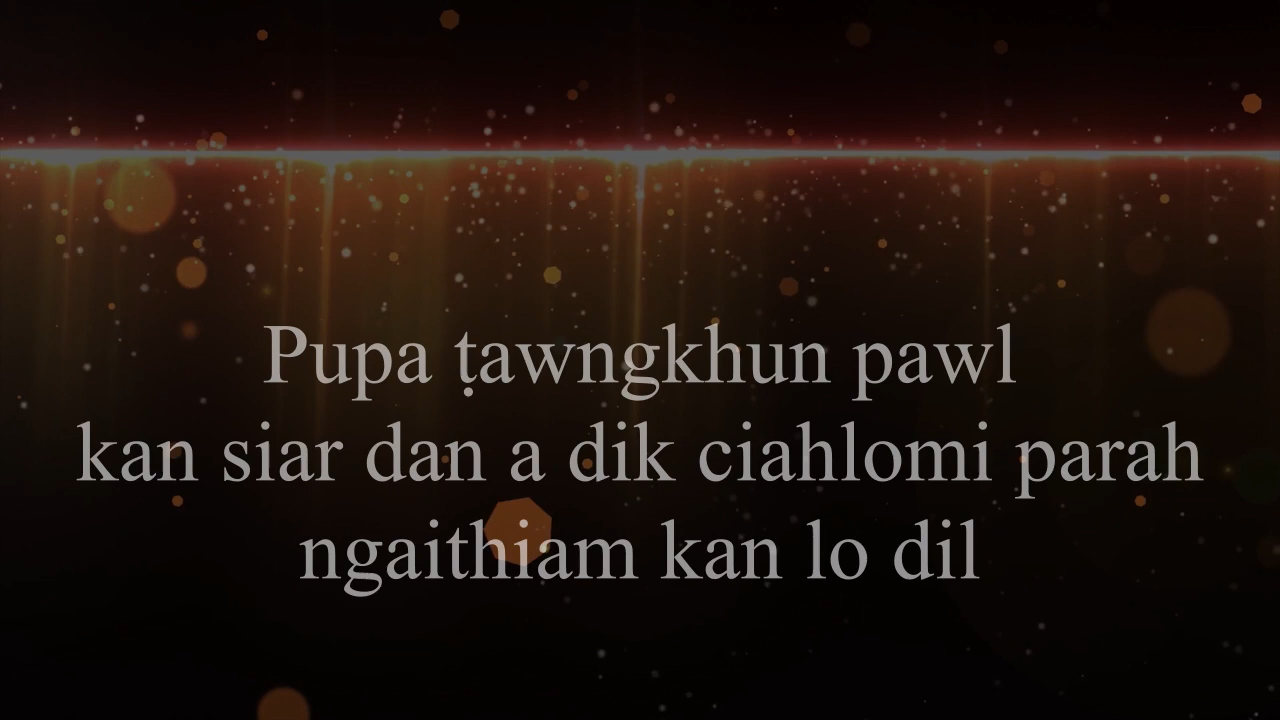 Pupa ṭawngkhun pawl
kan siar dan a dik ciahlomi parah
ngaithiam kan lo dil